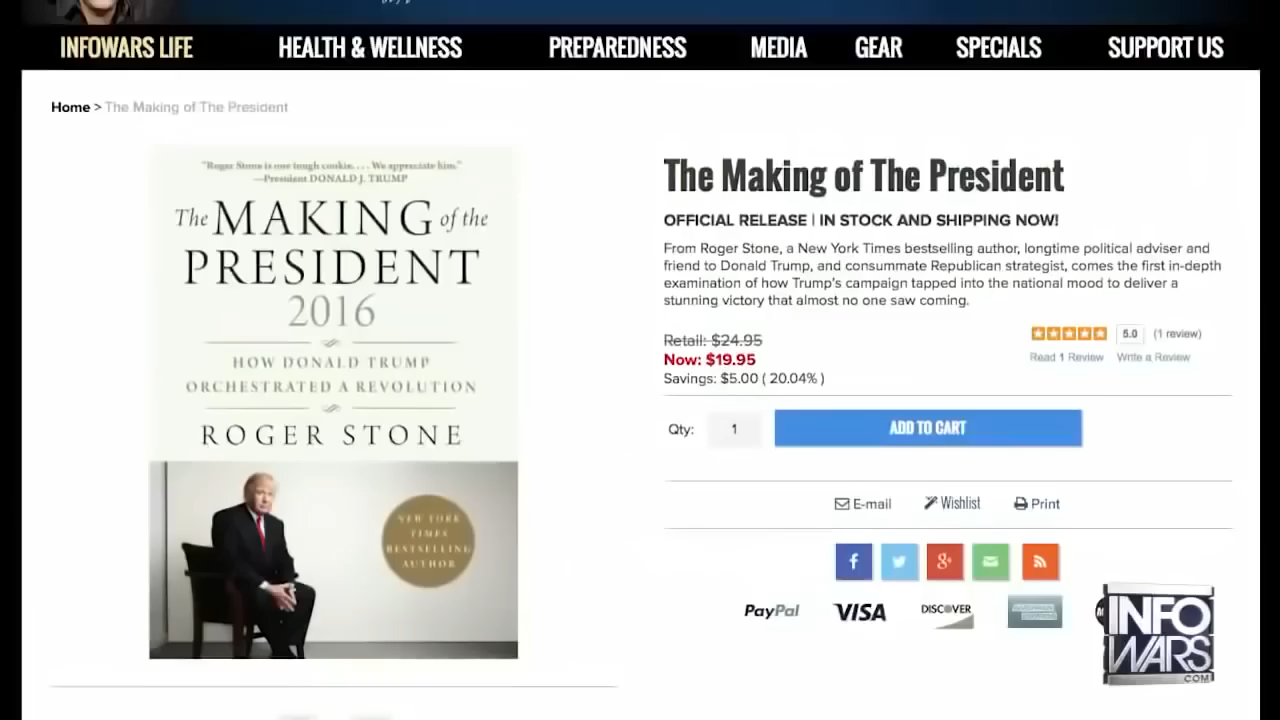 INFOWARS LIFE
HEALTH & WELLNESS
PREPAREDNESS
MEDIA
GEAR
SPECIALS
SUPPORT US
Home > The Making of The President
"Roger Stone is one tough cookie. . . . We appreciate him."
—President DONALD J. TRUMP
The MAKING of the
PRESIDENT
2016
HOW DONALD TRUMP
ORCHESTRATED A REVOLUTION
ROGER STONE
NEW YORK
TIMES
BESTSELLING
AUTHOR
The Making of The President
OFFICIAL RELEASE | IN STOCK AND SHIPPING NOW!
From Roger Stone, a New York Times bestselling author, longtime political adviser and
friend to Donald Trump, and consummate Republican strategist, comes the first in-depth
examination of how Trump's campaign tapped into the national mood to deliver a
stunning victory that almost no one saw coming.
Retail: $24.95
Now: $19.95
Savings: $5.00 ( 20.04% )
5.0 (1 review)
Read 1 Review Write a Review
Qty: 1 ADD TO CART
E-mail Wishlist Print
f g+
PayPal VISA DISCOVER
INFO
WARS
.COM